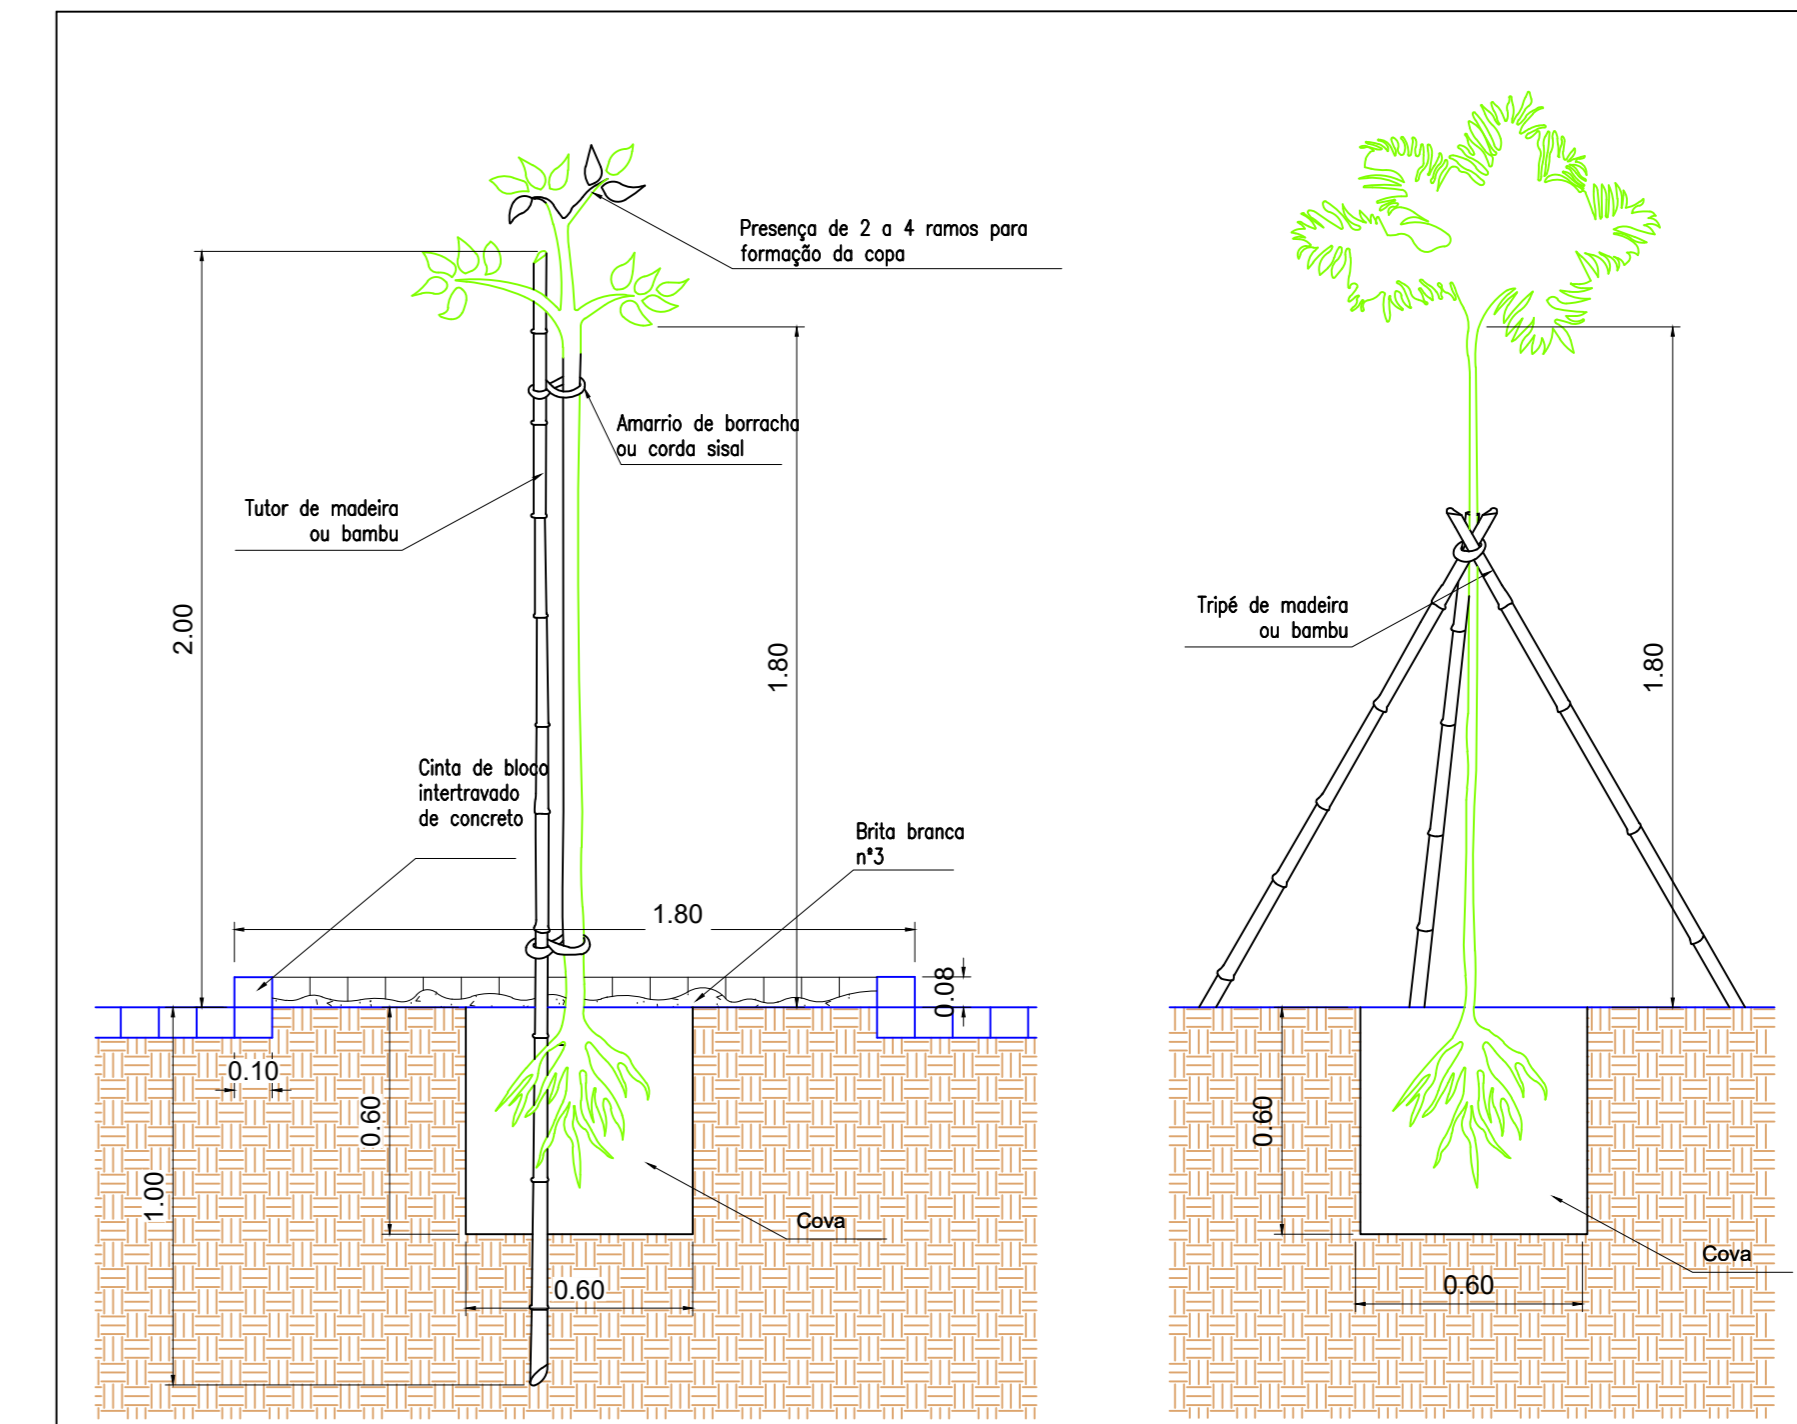 Presença de 2 a 4 ramos para
formação da copa
Amarrio de borracha
ou corda sisal
Tutor de madeira
ou bambu
2.00
1.80
Cinta de bloco
intertravado
de concreto
Brita branca
nº3
1.80
0.08
0.10
0.60
1.00
Cova
0.60
Tripé de madeira
ou bambu
1.80
0.60
Cova
0.60